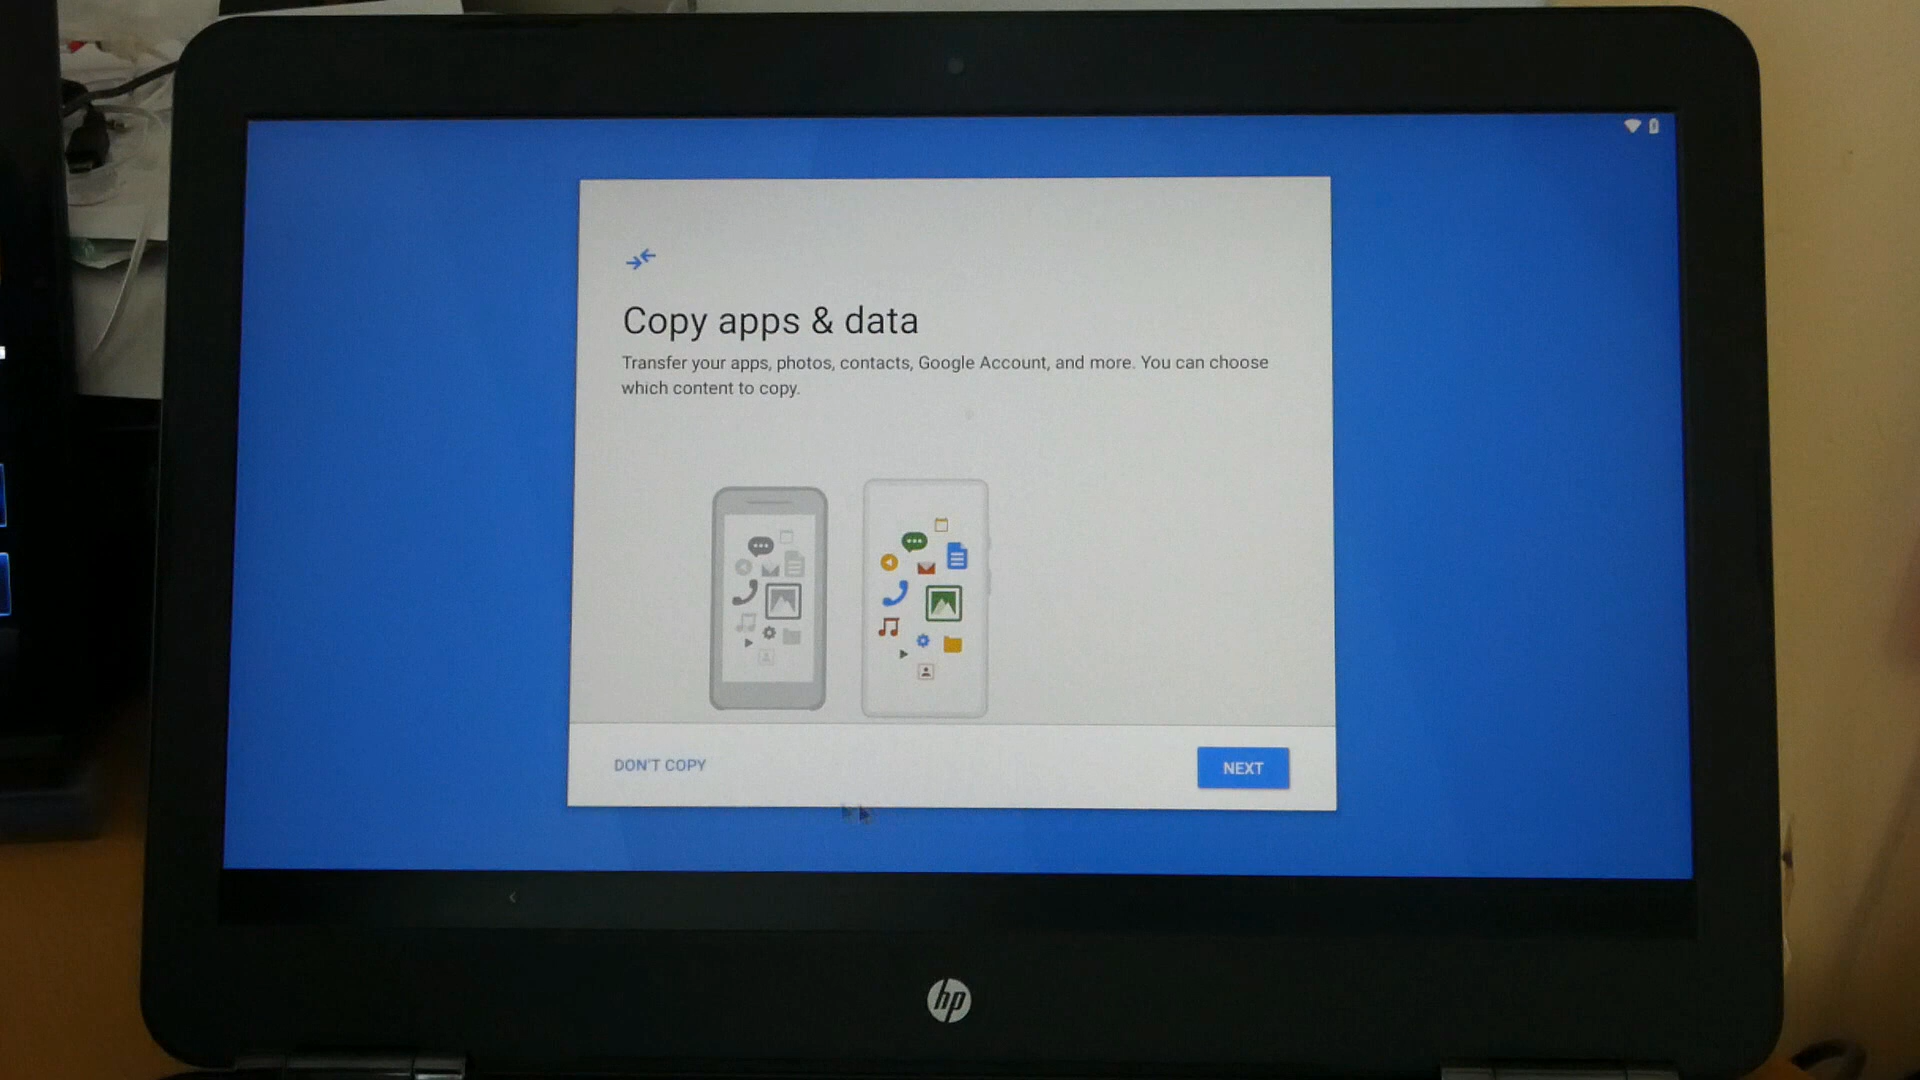 Copy apps & data
Transfer your apps, photos, contacts, Google Account, and more. You can choose
which content to copy.
DON'T COPY
NEXT
hp